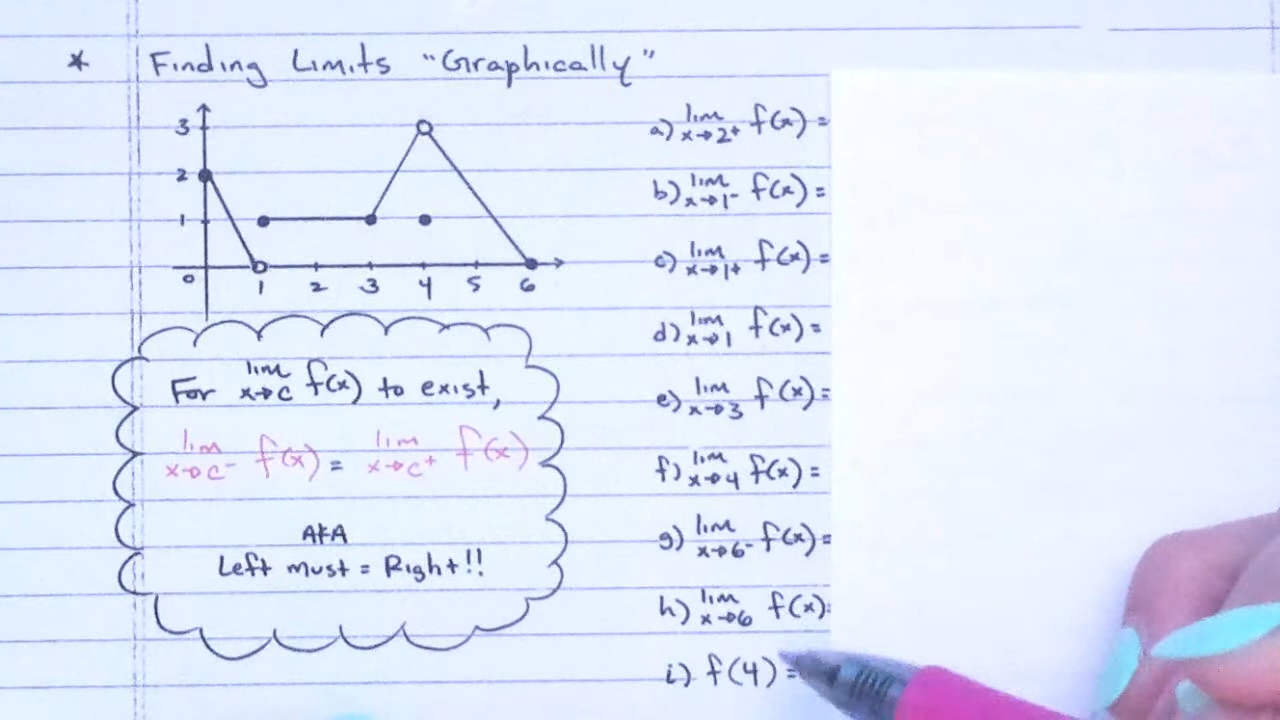 * Finding Limits "Graphically"
3
2
1
0 1 2 3 4 5 6
a) lim x→2⁺ f(x) =
b) lim x→1⁻ f(x) =
c) lim x→1⁺ f(x) =
d) lim x→1 f(x) =
e) lim x→3 f(x) =
f) lim x→4 f(x) =
g) lim x→6⁻ f(x) =
h) lim x→6 f(x) =
i) f(4) =
For lim x→c f(x) to exist,
lim x→c⁻ f(x) = lim x→c⁺ f(x)
AKA
Left must = Right!!